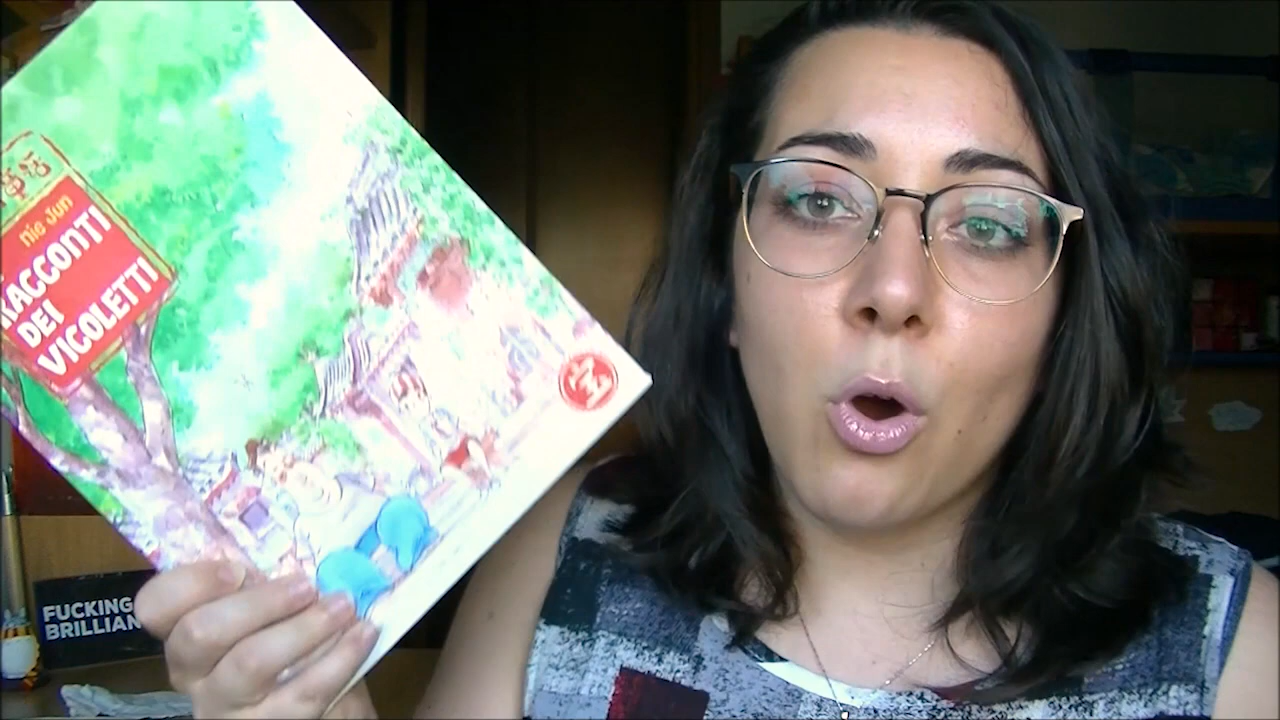 nie jun
RACCONTI
DEI
VICOLETTI
FUCKING
BRILLIAN